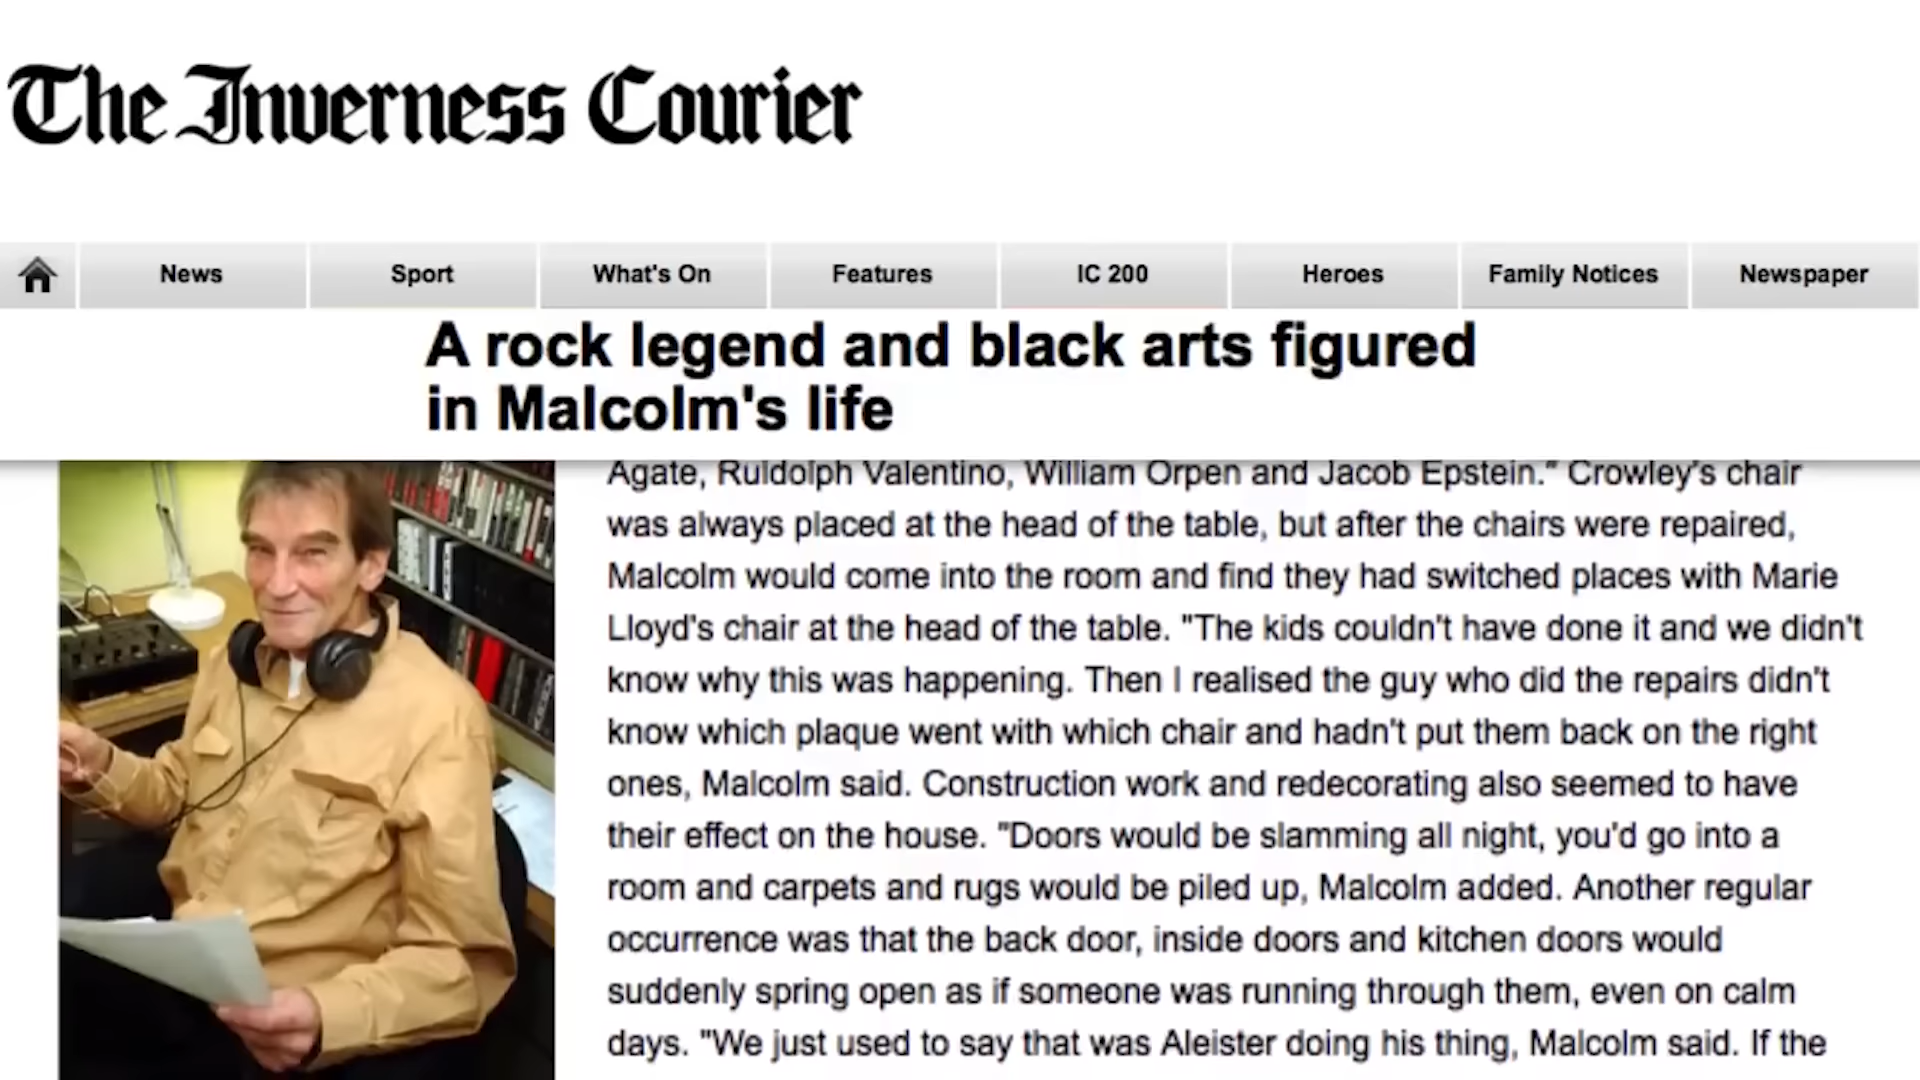 The Inverness Courier
News Sport What's On Features IC 200 Heroes Family Notices Newspaper
A rock legend and black arts figured
in Malcolm's life
Agate, Ruldolph Valentino, William Orpen and Jacob Epstein." Crowley's chair
was always placed at the head of the table, but after the chairs were repaired,
Malcolm would come into the room and find they had switched places with Marie
Lloyd's chair at the head of the table. "The kids couldn't have done it and we didn't
know why this was happening. Then I realised the guy who did the repairs didn't
know which plaque went with which chair and hadn't put them back on the right
ones, Malcolm said. Construction work and redecorating also seemed to have
their effect on the house. "Doors would be slamming all night, you'd go into a
room and carpets and rugs would be piled up, Malcolm added. Another regular
occurrence was that the back door, inside doors and kitchen doors would
suddenly spring open as if someone was running through them, even on calm
days. "We just used to say that was Aleister doing his thing, Malcolm said. If the